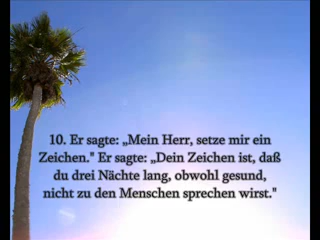 10. Er sagte: „Mein Herr, setze mir ein
Zeichen." Er sagte: „Dein Zeichen ist, daß
du drei Nächte lang, obwohl gesund,
nicht zu den Menschen sprechen wirst."